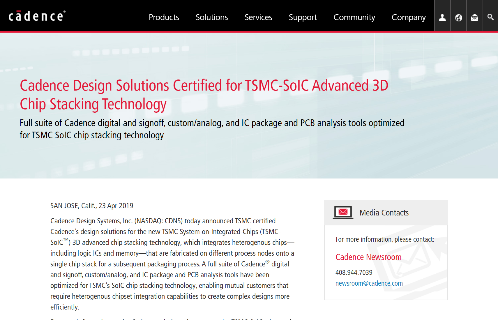 cādence®
Products Solutions Services Support Community Company
Cadence Design Solutions Certified for TSMC-SoIC Advanced 3D
Chip Stacking Technology
Full suite of Cadence digital and signoff, custom/analog, and IC package and PCB analysis tools optimized
for TSMC SoIC chip stacking technology
SAN JOSE, Calif., 23 Apr 2019
Cadence Design Systems, Inc. (NASDAQ: CDNS) today announced TSMC certified
Cadence's design solutions for the new TSMC System-on-Integrated-Chips (TSMC
SoIC™) 3D advanced chip stacking technology, which integrates heterogenous chips—
including logic ICs and memory—that are fabricated on different process nodes onto a
single chip stack for a subsequent packaging process. A full suite of Cadence® digital
and signoff, custom/analog, and IC package and PCB analysis tools have been
optimized for TSMC's SoIC chip stacking technology, enabling mutual customers that
require heterogenous chipset integration capabilities to create complex designs more
efficiently.
Media Contacts
For more information, please contact:
Cadence Newsroom
408.944.7039
newsroom@cadence.com